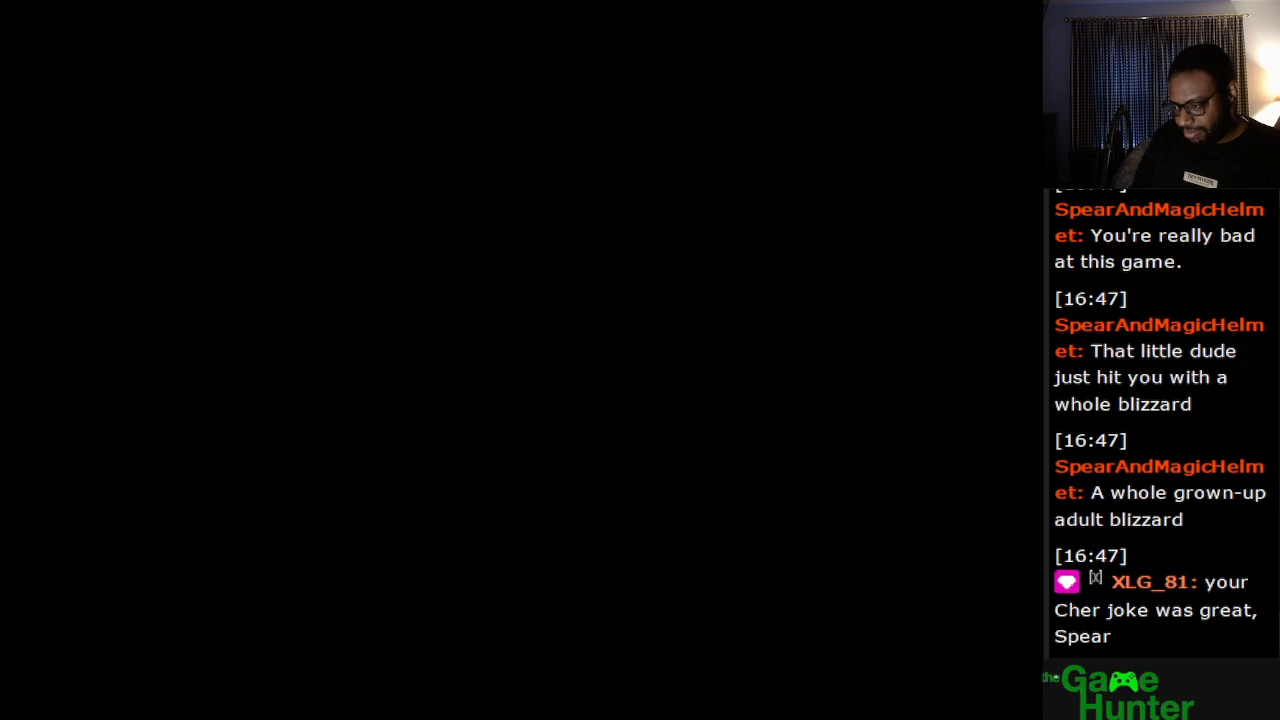 SpearAndMagicHelm
et: You're really bad
at this game.
[16:47]
SpearAndMagicHelm
et: That little dude
just hit you with a
whole blizzard
[16:47]
SpearAndMagicHelm
et: A whole grown-up
adult blizzard
[16:47]
[X] XLG_81: your
Cher joke was great,
Spear
the Game
Hunter